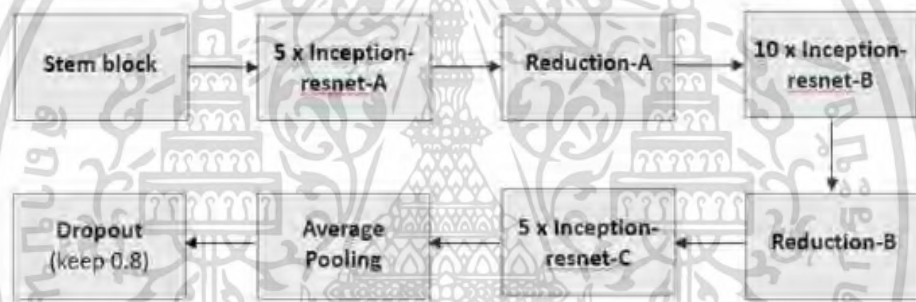 Stem block
5 x Inception-
resnet-A
Reduction-A
10 x Inception-
resnet-B
Reduction-B
5 x Inception-
resnet-C
Average
Pooling
Dropout
(keep 0.8)